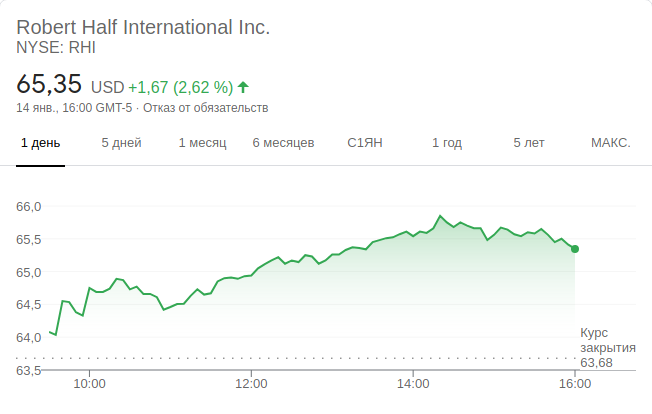 Robert Half International Inc.
NYSE: RHI
65,35 USD +1,67 (2,62 %)
14 янв., 16:00 GMT-5 · Отказ от обязательств
1 день 5 дней 1 месяц 6 месяцев С1ЯН 1 год 5 лет МАКС.
66,0
65,5
65,0
64,5
64,0
63,5
Курс
закрытия
63,68
10:00 12:00 14:00 16:00